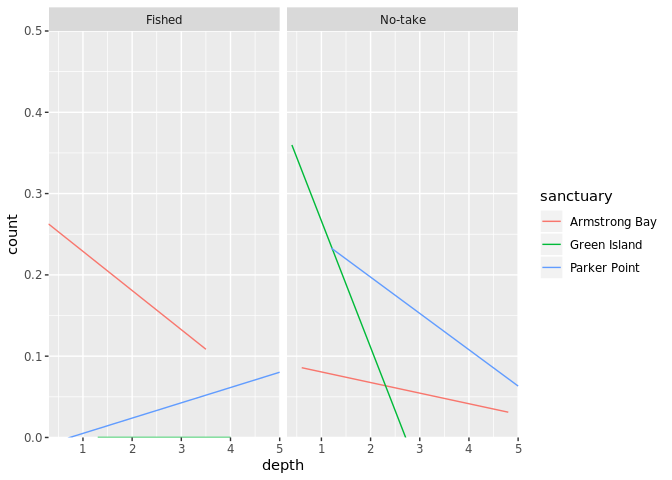 Fished No-take
0.5
0.4
0.3
0.2
0.1
0.0
count
1 2 3 4 5 1 2 3 4 5
depth
sanctuary
Armstrong Bay
Green Island
Parker Point